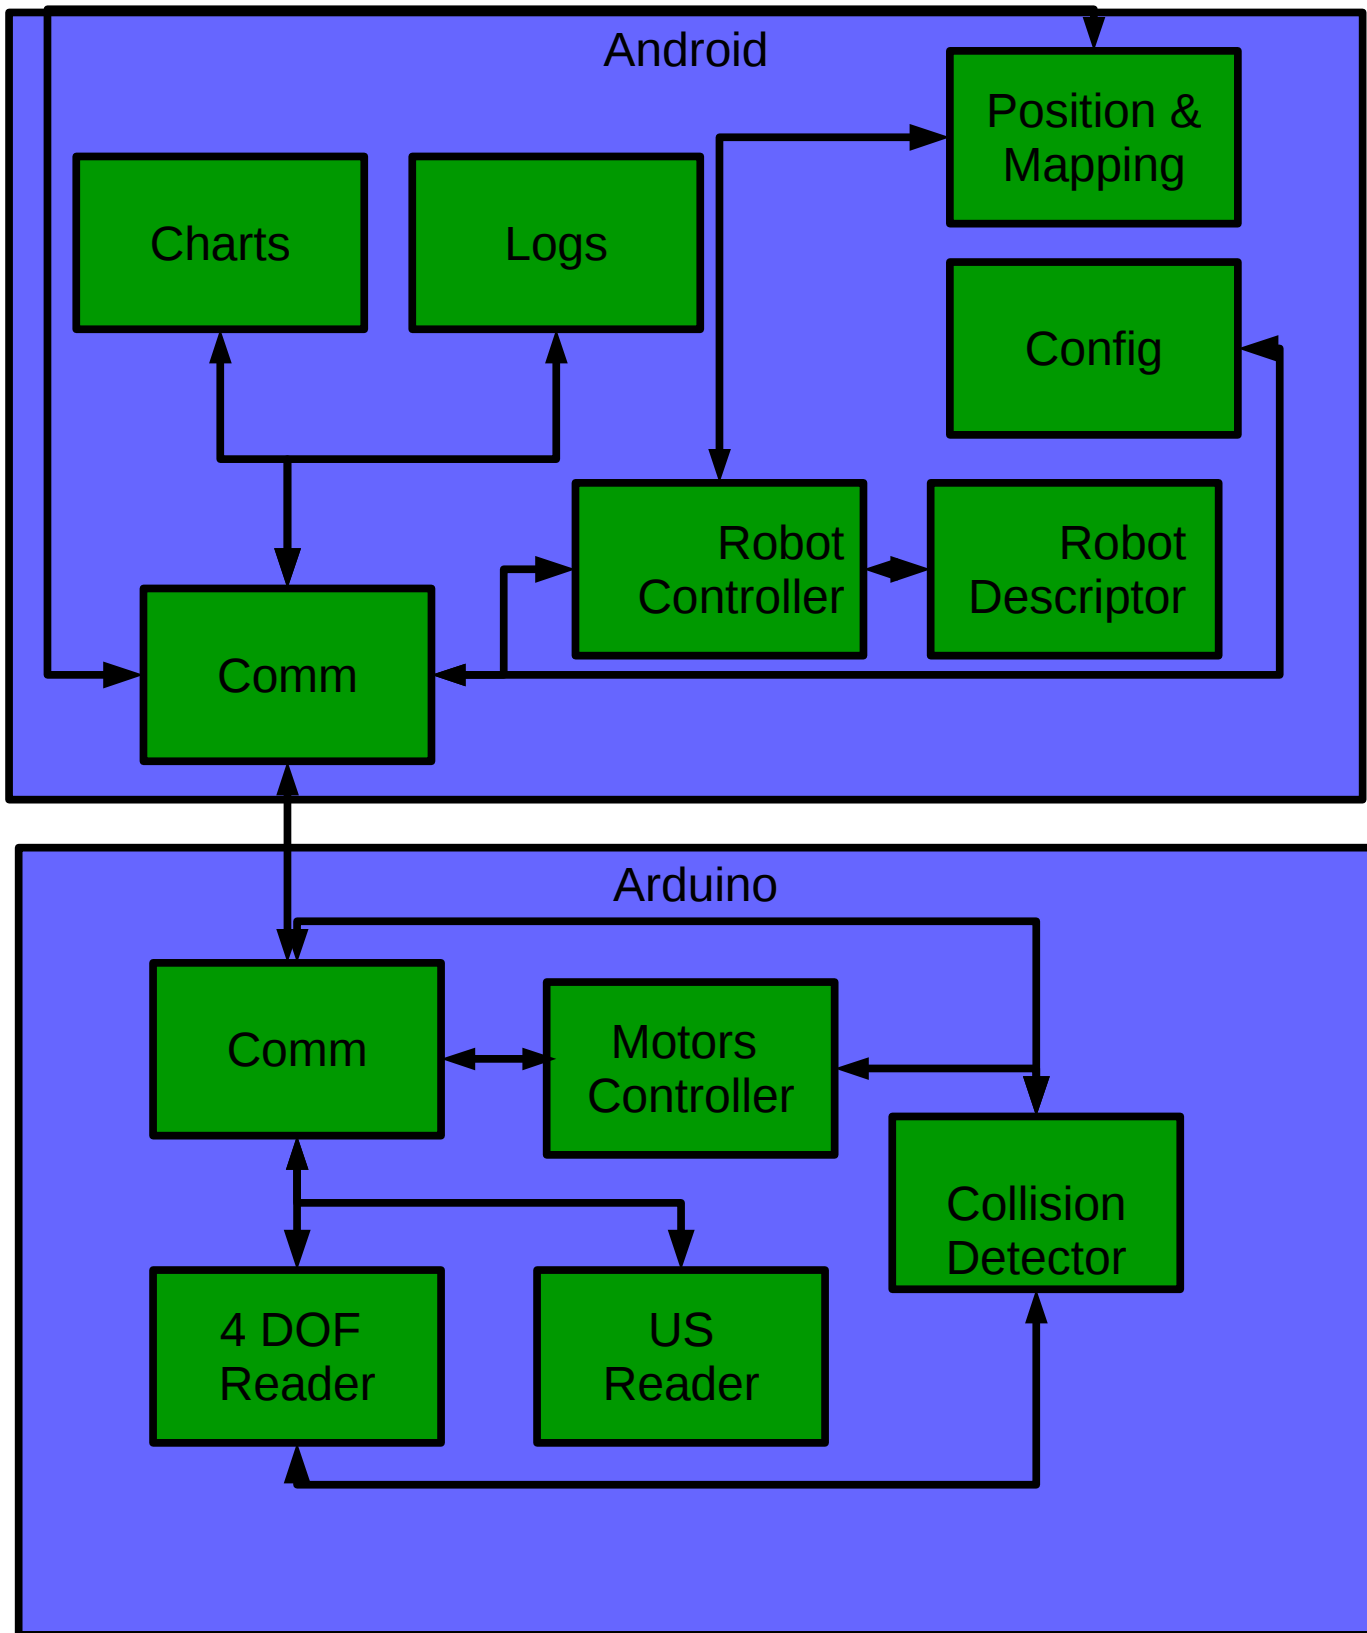 Android
Position &
Mapping
Charts
Logs
Config
Robot
Controller
Robot
Descriptor
Comm
Arduino
Comm
Motors
Controller
Collision
Detector
4 DOF
Reader
US
Reader